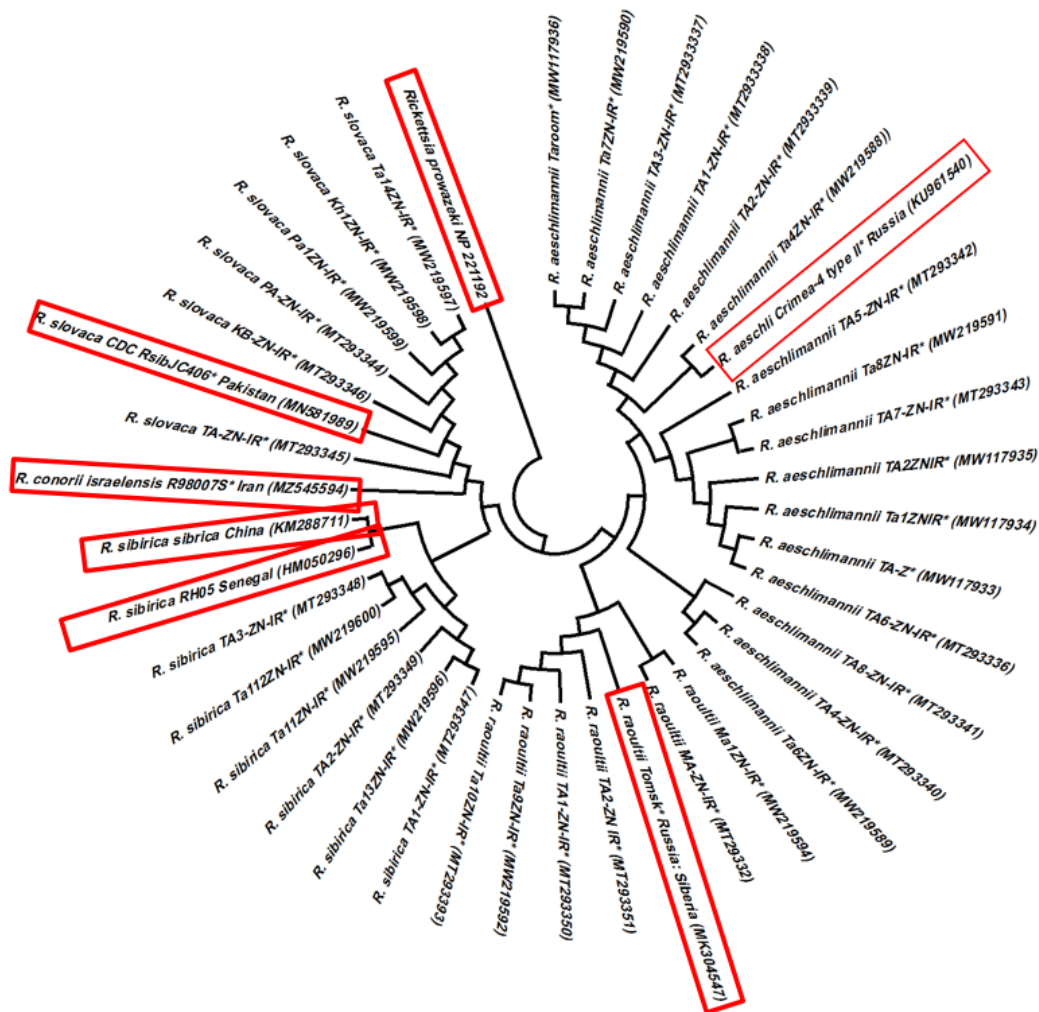 R. aeschlimannii Taroom* (MW117936)
R. aeschlimannii Ta7ZN-IR* (MW219590)
R. aeschlimannii TA3-ZN-IR* (MT2933337)
R. aeschlimannii TA1-ZN-IR* (MT2933338)
R. aeschlimannii TA2-ZN-IR* (MT2933339)
R. aeschlimannii Ta4ZN-IR* (MW219588))
R. aeschli Crimea-4 type II* Russia (KU961540)
R. aeschlimannii TA5-ZN-IR* (MT293342)
R. aeschlimannii Ta8ZN-IR* (MW219591)
R. aeschlimannii TA7-ZN-IR* (MT293343)
R. aeschlimannii TA2ZNIR* (MW117935)
R. aeschlimannii Ta1ZNIR* (MW117934)
R. aeschlimannii TA-Z* (MW117933)
R. aeschlimannii TA6-ZN-IR* (MT293336)
R. aeschlimannii TA8-ZN-IR* (MT293341)
R. aeschlimannii TA4-ZN-IR* (MT293340)
R. aeschlimannii Ta6ZN-IR* (MW219589)
R. raoultii Ma1ZN-IR* (MW219594)
R. raoultii MA-ZN-IR* (MT29332)
R. raoultii Tomsk* Russia: Siberia (MK304547)
R. raoultii TA2-ZN IR* (MT293351)
R. raoultii TA1-ZN-IR* (MT293350)
R. raoultii Ta9ZN-IR* (MW219592)
R. raoultii Ta10ZN-IR* (MT293393)
R. sibirica TA1-ZN-IR* (MT2933347)
R. sibirica Ta13ZN-IR* (MW219596)
R. sibirica TA2-ZN-IR* (MT293349)
R. sibirica Ta11ZN-IR* (MW219595)
R. sibirica Ta112ZN-IR* (MW219600)
R. sibirica TA3-ZN-IR* (MT293348)
R. sibirica RH05 Senegal (HM050296)
R. sibirica sibrica China (KM288711)
R. conorii israelensis R98007S* Iran (MZ545594)
R. slovaca TA-ZN-IR* (MT293345)
R. slovaca CDC RsibJC406* Pakistan (MN581989)
R. slovaca KB-ZN-IR* (MT293346)
R. slovaca PA-ZN-IR* (MT293344)
R. slovaca Pa1ZN-IR* (MW219599)
R. slovaca Kh1ZN-IR* (MW219598)
R. slovaca Ta14ZN-IR* (MW219597)
Rickettsia prowazeki NP 221192